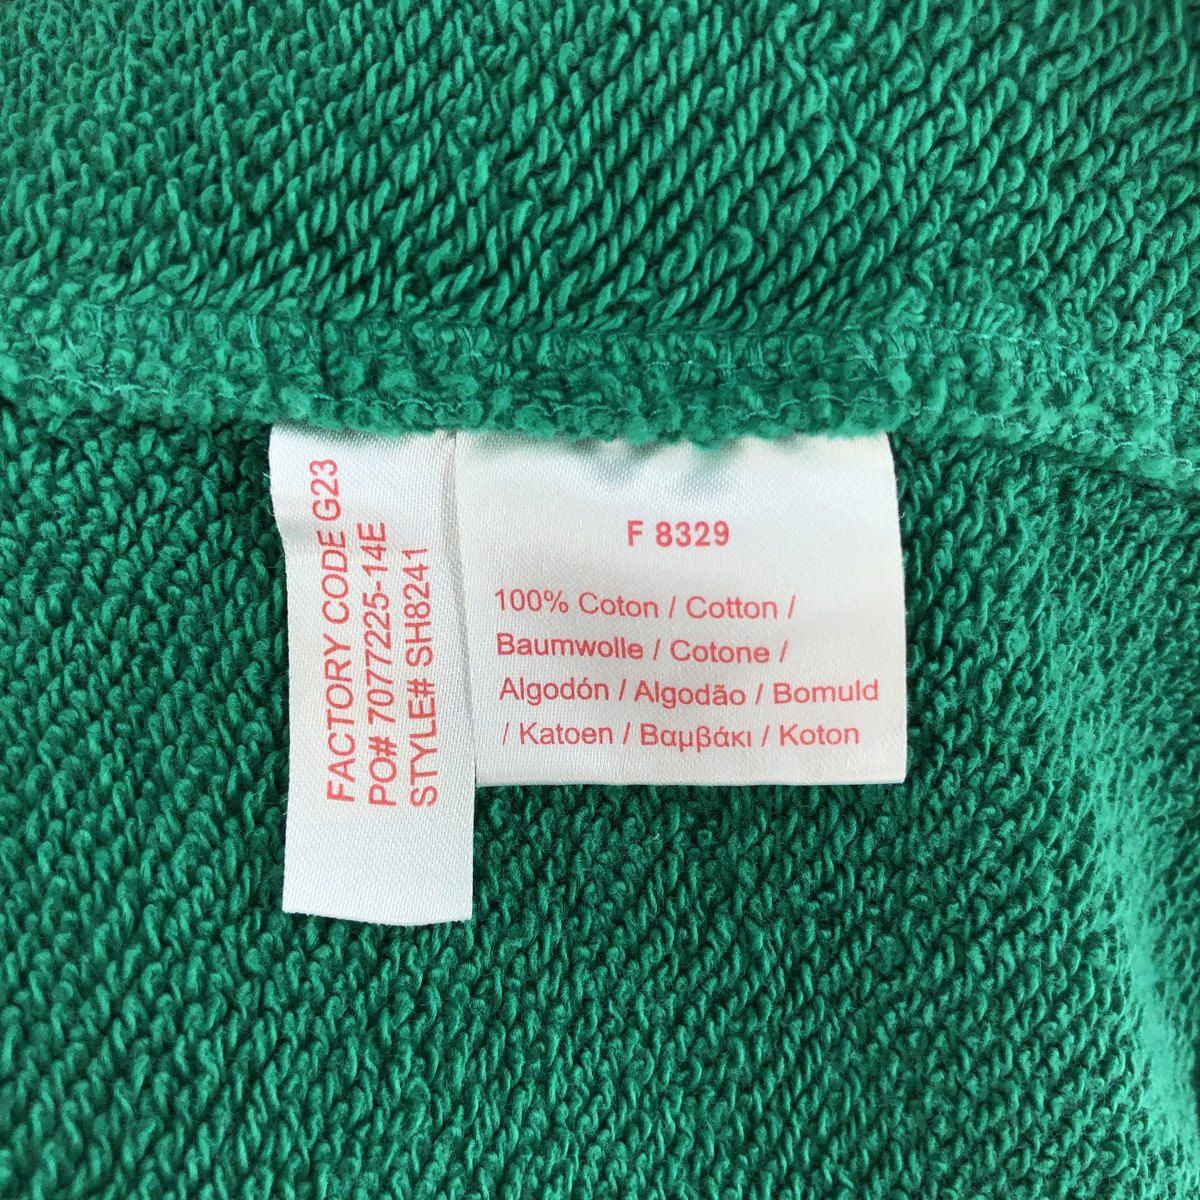 FACTORY CODE G23
PO# 7077225-14E
STYLE# SH8241
F 8329
100% Coton / Cotton /
Baumwolle / Cotone /
Algodón / Algodão / Bomuld
/ Katoen / Βαμβάκι / Koton